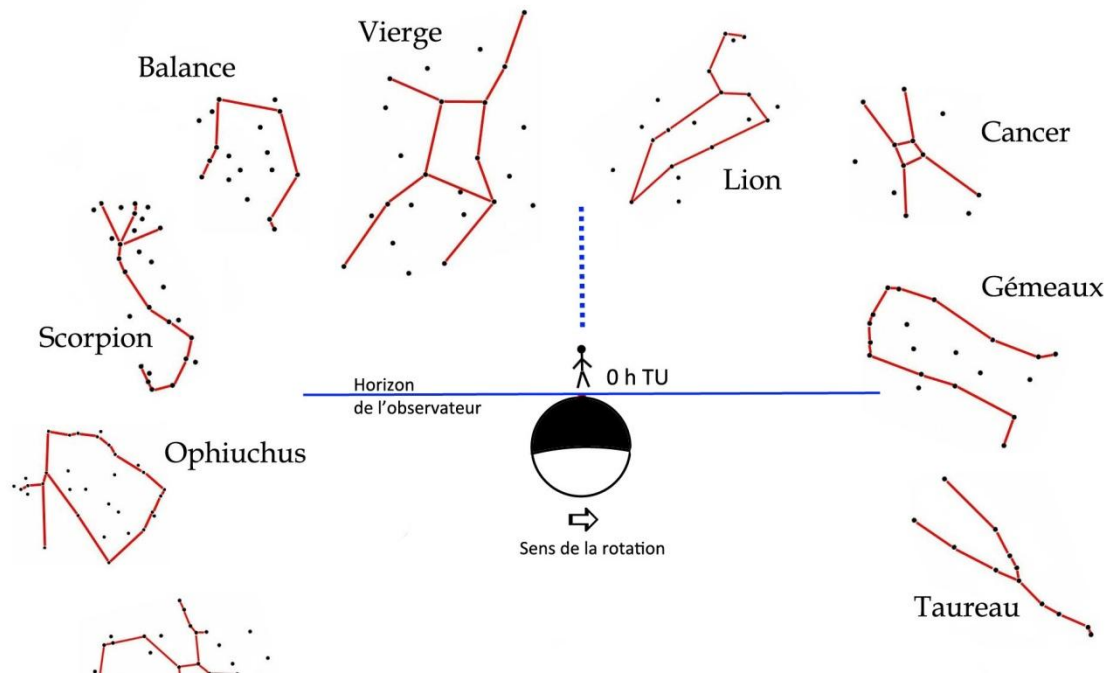 Vierge
Balance
Cancer
Lion
Gémeaux
Scorpion
0 h TU
Horizon
de l'observateur
Ophiuchus
Sens de la rotation
Taureau